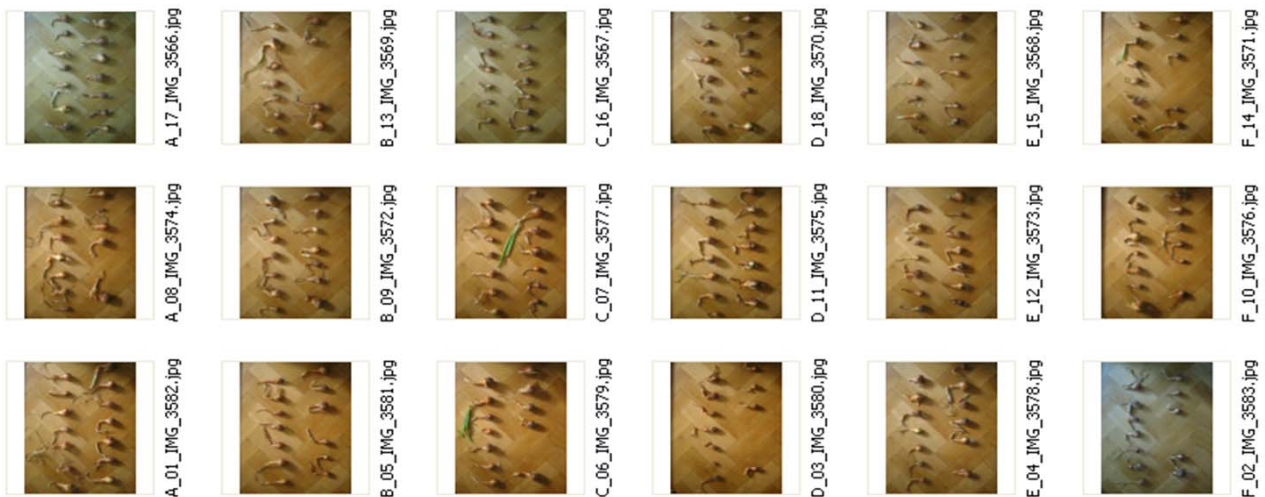 A_17_IMG_3566.jpg
B_13_IMG_3569.jpg
C_16_IMG_3567.jpg
D_18_IMG_3570.jpg
E_15_IMG_3568.jpg
F_14_IMG_3571.jpg
A_08_IMG_3574.jpg
B_09_IMG_3572.jpg
C_07_IMG_3577.jpg
D_11_IMG_3575.jpg
E_12_IMG_3573.jpg
F_10_IMG_3576.jpg
A_01_IMG_3582.jpg
B_05_IMG_3581.jpg
C_06_IMG_3579.jpg
D_03_IMG_3580.jpg
E_04_IMG_3578.jpg
F_02_IMG_3583.jpg